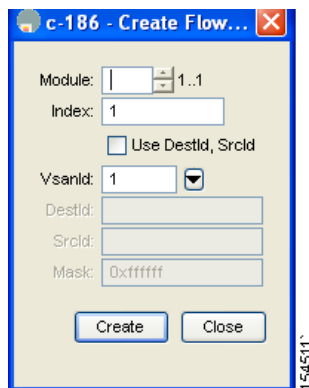 c-186 - Create Flow...
Module: 1..1
Index: 1
Use DestId, SrcId
VsanId: 1
DestId:
SrcId:
Mask: 0xffffff
Create Close
154511`